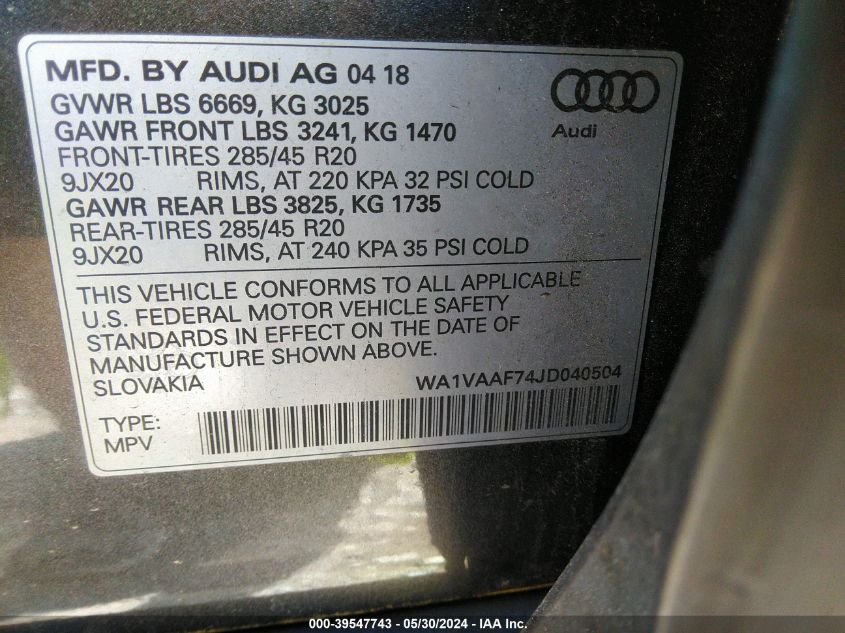 MFD. BY AUDI AG 04 18
GVWR LBS 6669, KG 3025
GAWR FRONT LBS 3241, KG 1470
FRONT-TIRES 285/45 R20
9JX20 RIMS, AT 220 KPA 32 PSI COLD
GAWR REAR LBS 3825, KG 1735
REAR-TIRES 285/45 R20
9JX20 RIMS, AT 240 KPA 35 PSI COLD
Audi
THIS VEHICLE CONFORMS TO ALL APPLICABLE
U.S. FEDERAL MOTOR VEHICLE SAFETY
STANDARDS IN EFFECT ON THE DATE OF
MANUFACTURE SHOWN ABOVE.
SLOVAKIA WA1VAAF74JD040504
TYPE:
MPV
000-39547743 - 05/30/2024 - IAA Inc.